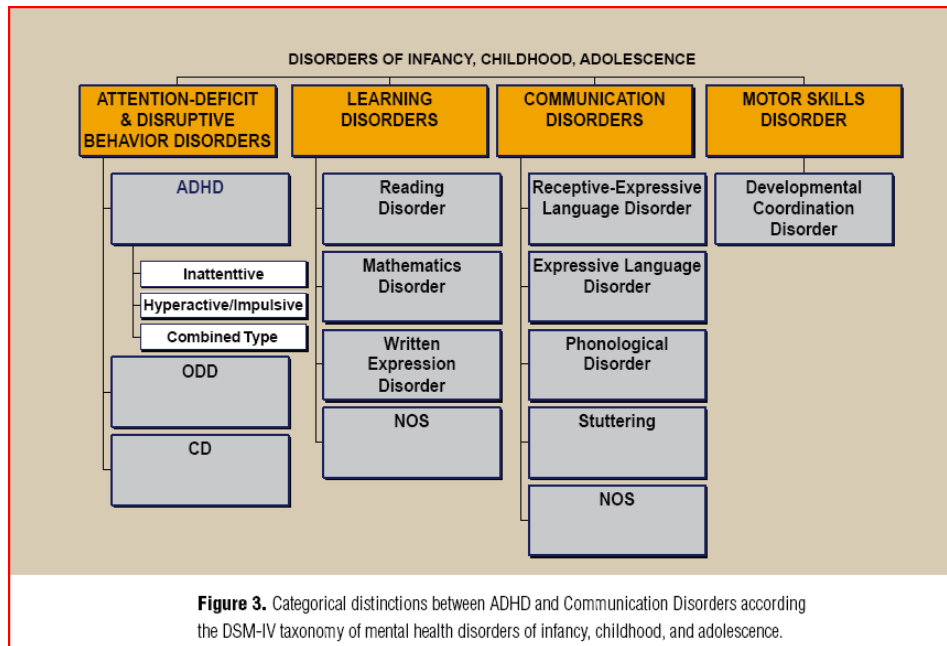 DISORDERS OF INFANCY, CHILDHOOD, ADOLESCENCE
ATTENTION-DEFICIT
& DISRUPTIVE
BEHAVIOR DISORDERS
ADHD
Inatenttive
Hyperactive/Impulsive
Combined Type
ODD
CD
LEARNING
DISORDERS
Reading
Disorder
Mathematics
Disorder
Written
Expression
Disorder
NOS
COMMUNICATION
DISORDERS
Receptive-Expressive
Language Disorder
Expressive Language
Disorder
Phonological
Disorder
Stuttering
NOS
MOTOR SKILLS
DISORDER
Developmental
Coordination
Disorder
Figure 3. Categorical distinctions between ADHD and Communication Disorders according
the DSM-IV taxonomy of mental health disorders of infancy, childhood, and adolescence.